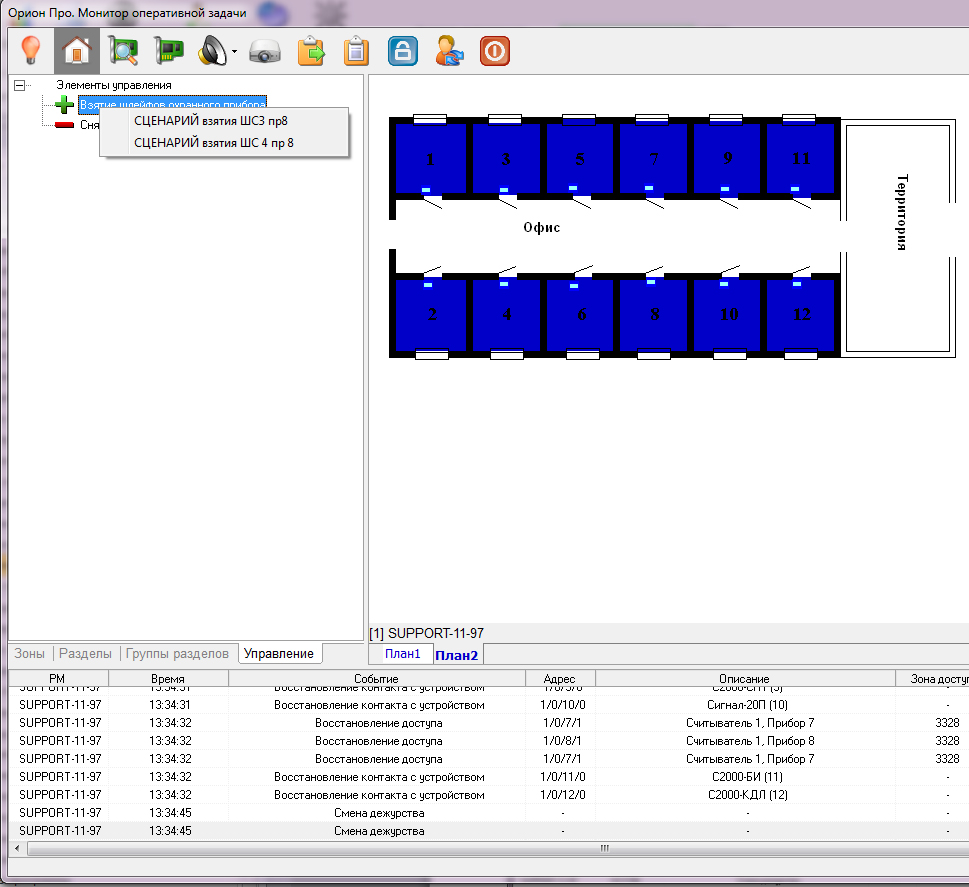 Орион Про. Монитор оперативной задачи
Элементы управления
Взятие шлейфов охранного прибора
Сня
СЦЕНАРИЙ взятия ШС3 пр8
СЦЕНАРИЙ взятия ШС 4 пр 8
1 3 5 7 9 11
Территория
Офис
2 4 6 8 10 12
[1] SUPPORT-11-97
Зоны Разделы Группы разделов Управление
План1 План2
РМ Время Событие Адрес Описание Зона досту
SUPPORT-11-97 13:34:31 Восстановление контакта с устройством
SUPPORT-11-97 13:34:31 Восстановление контакта с устройством 1/0/10/0 Сигнал-20П (10) -
SUPPORT-11-97 13:34:32 Восстановление доступа 1/0/7/1 Считыватель 1, Прибор 7 3328
SUPPORT-11-97 13:34:32 Восстановление доступа 1/0/8/1 Считыватель 1, Прибор 8 3328
SUPPORT-11-97 13:34:32 Восстановление доступа 1/0/7/1 Считыватель 1, Прибор 7 3328
SUPPORT-11-97 13:34:32 Восстановление контакта с устройством 1/0/11/0 С2000-БИ (11) -
SUPPORT-11-97 13:34:32 Восстановление контакта с устройством 1/0/12/0 С2000-КДЛ (12) -
SUPPORT-11-97 13:34:45 Смена дежурства - - -
SUPPORT-11-97 13:34:45 Смена дежурства - - -